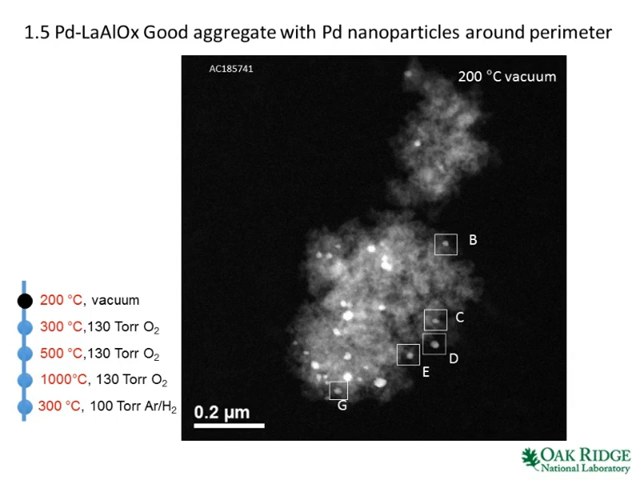 1.5 Pd-LaAlOx Good aggregate with Pd nanoparticles around perimeter
AC185741
200 °C vacuum
B
C
D
E
G
200 °C, vacuum
300 °C,130 Torr O₂
500 °C,130 Torr O₂
1000°C, 130 Torr O₂
300 °C, 100 Torr Ar/H₂
0.2 µm
OAK RIDGE
National Laboratory